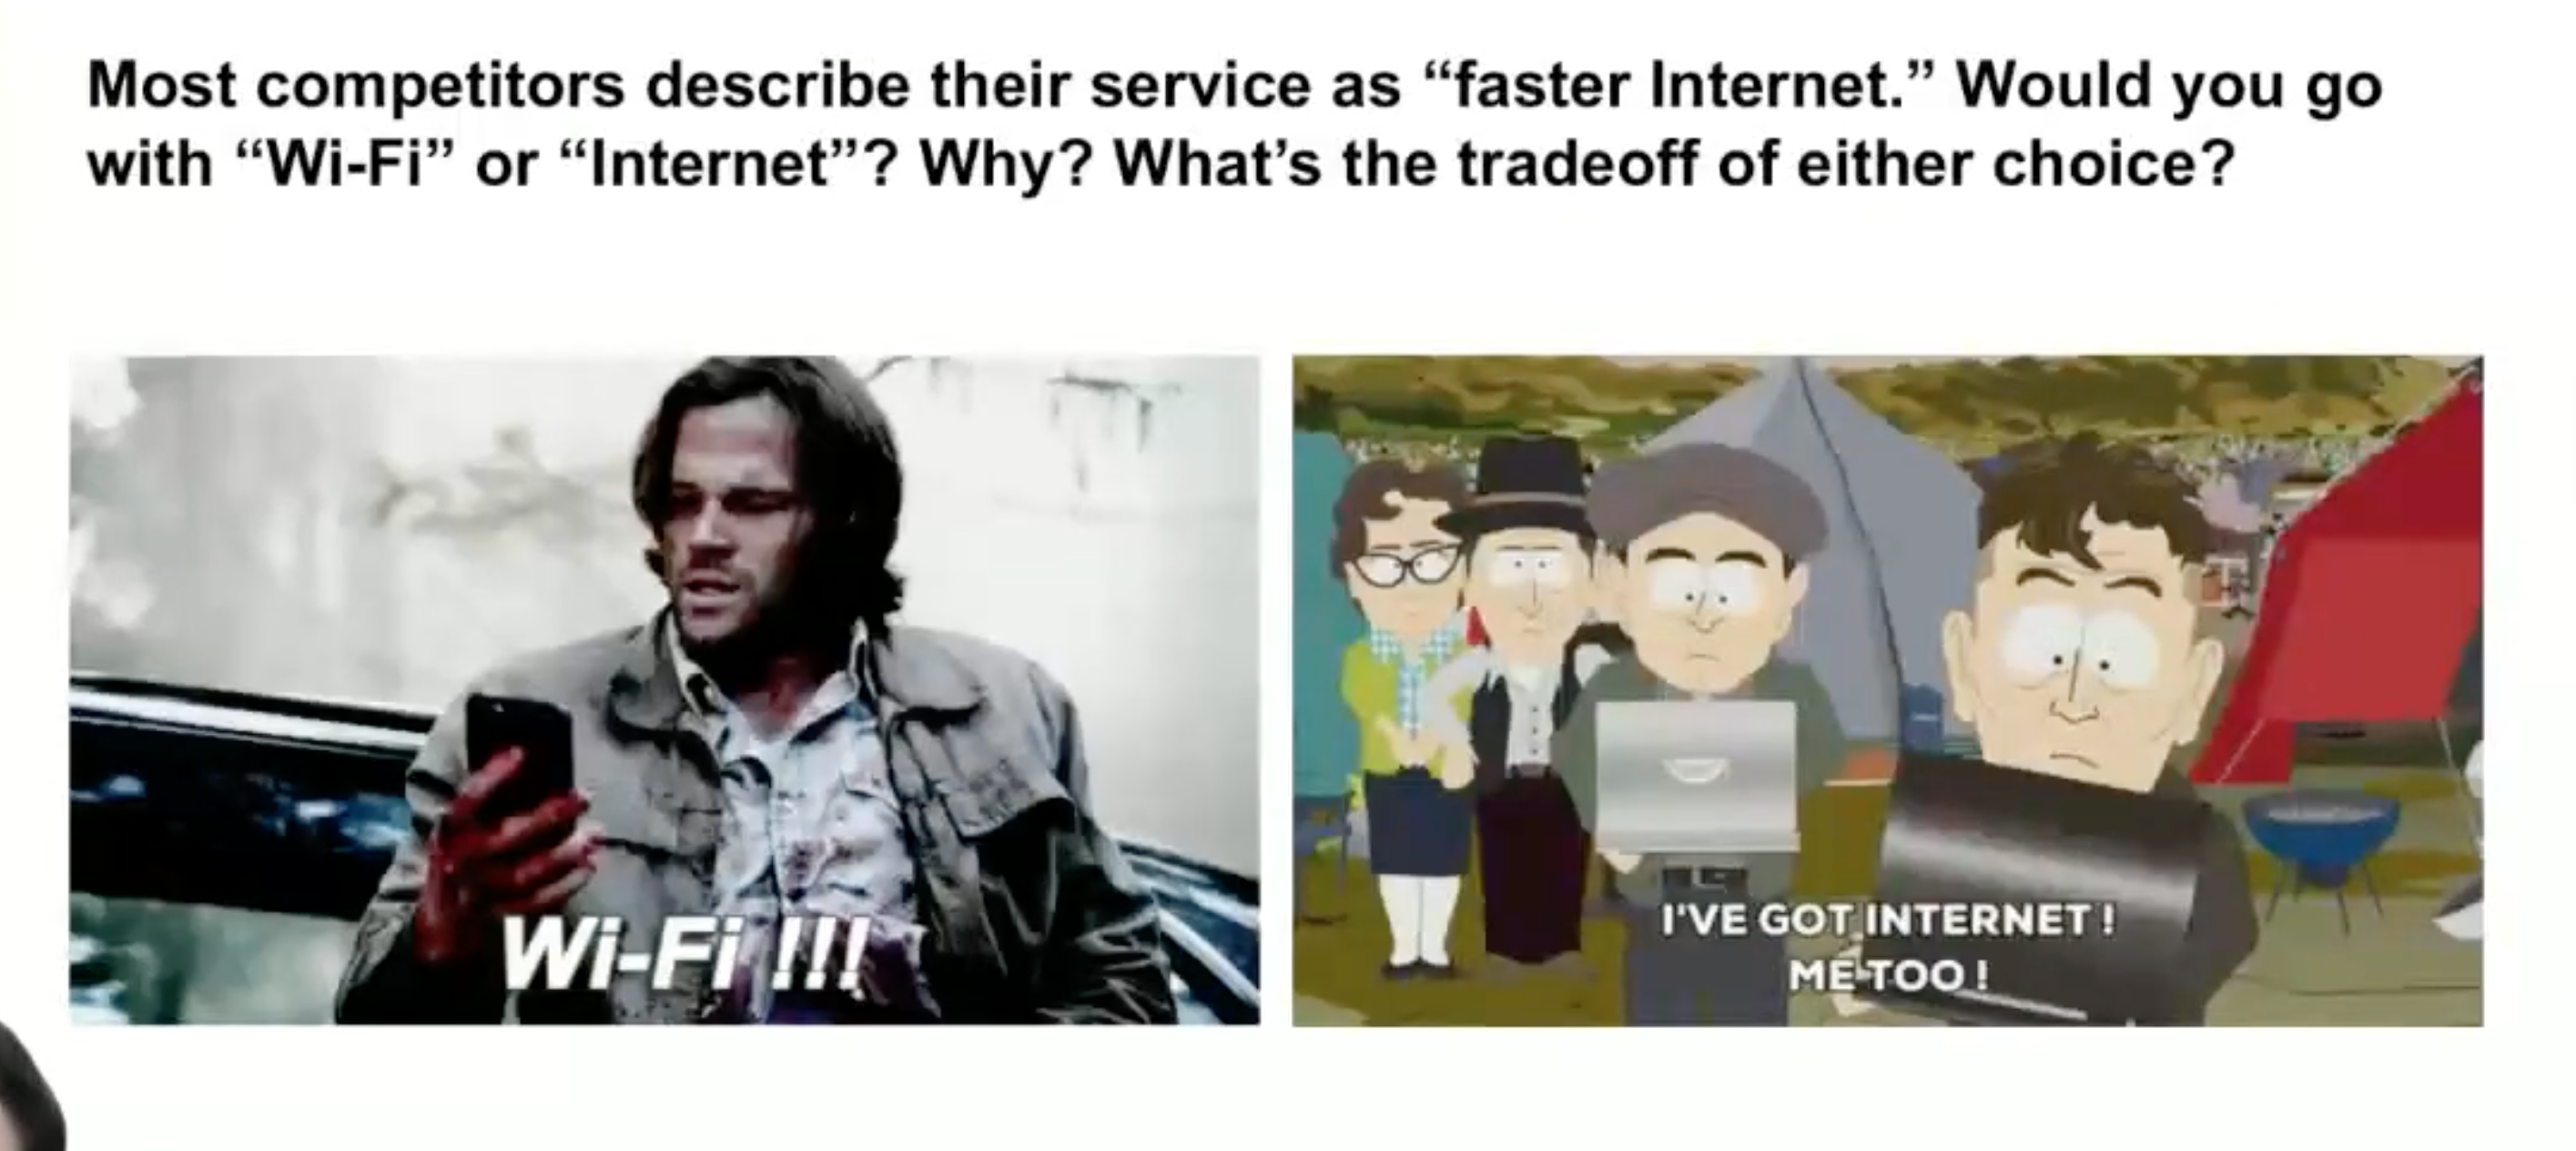 Most competitors describe their service as “faster Internet.” Would you go
with “Wi-Fi” or “Internet”? Why? What’s the tradeoff of either choice?
Wi-Fi !!!
I'VE GOT INTERNET !
ME TOO !